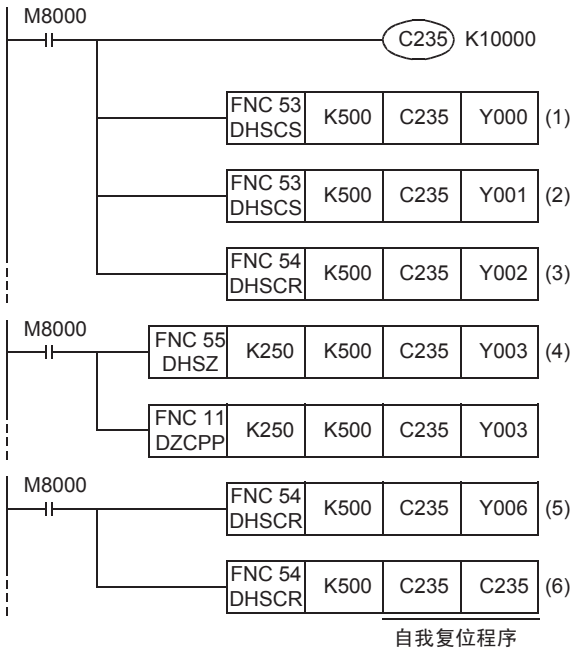 M8000
C235 K10000
FNC 53 DHSCS K500 C235 Y000 (1)
FNC 53 DHSCS K500 C235 Y001 (2)
FNC 54 DHSCR K500 C235 Y002 (3)
M8000
FNC 55 DHSZ K250 K500 C235 Y003 (4)
FNC 11 DZCPP K250 K500 C235 Y003
M8000
FNC 54 DHSCR K500 C235 Y006 (5)
FNC 54 DHSCR K500 C235 C235 (6)
自我复位程序